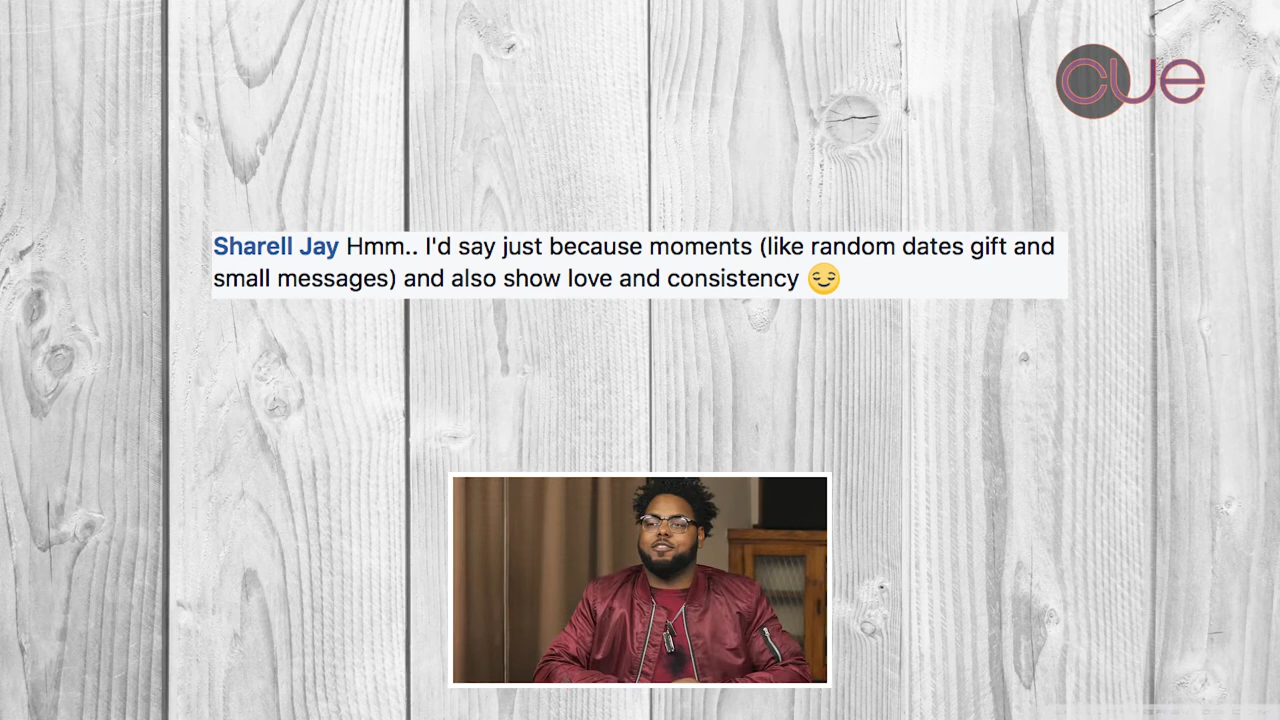 CUe
Sharell Jay Hmm.. I'd say just because moments (like random dates gift and
small messages) and also show love and consistency 😌